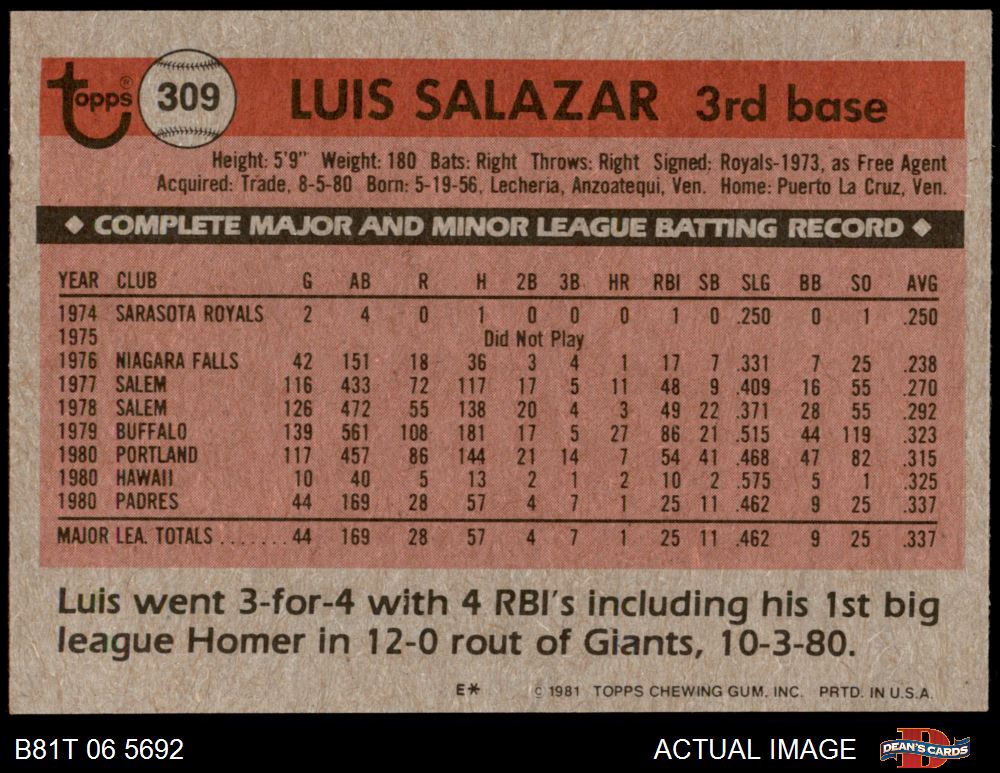 Topps® 309 LUIS SALAZAR 3rd base
Height: 5'9" Weight: 180 Bats: Right Throws: Right Signed: Royals-1973, as Free Agent
Acquired: Trade, 8-5-80 Born: 5-19-56, Lecheria, Anzoatequi, Ven. Home: Puerto La Cruz, Ven.
◆ COMPLETE MAJOR AND MINOR LEAGUE BATTING RECORD ◆
YEAR CLUB G AB R H 2B 3B HR RBI SB SLG BB SO AVG
1974 SARASOTA ROYALS 2 4 0 1 0 0 0 1 0 .250 0 1 .250
1975 Did Not Play
1976 NIAGARA FALLS 42 151 18 36 3 4 1 17 7 .331 7 25 .238
1977 SALEM 116 433 72 117 17 5 11 48 9 .409 16 55 .270
1978 SALEM 126 472 55 138 20 4 3 49 22 .371 28 55 .292
1979 BUFFALO 139 561 108 181 17 5 27 86 21 .515 44 119 .323
1980 PORTLAND 117 457 86 144 21 14 7 54 41 .468 47 82 .315
1980 HAWAII 10 40 5 13 2 1 2 10 2 .575 5 1 .325
1980 PADRES 44 169 28 57 4 7 1 25 11 .462 9 25 .337
MAJOR LEA. TOTALS ....... 44 169 28 57 4 7 1 25 11 .462 9 25 .337
Luis went 3-for-4 with 4 RBI's including his 1st big
league Homer in 12-0 rout of Giants, 10-3-80.
E* © 1981 TOPPS CHEWING GUM, INC. PRTD. IN U.S.A.
B81T 06 5692 ACTUAL IMAGE DEAN'S CARDS